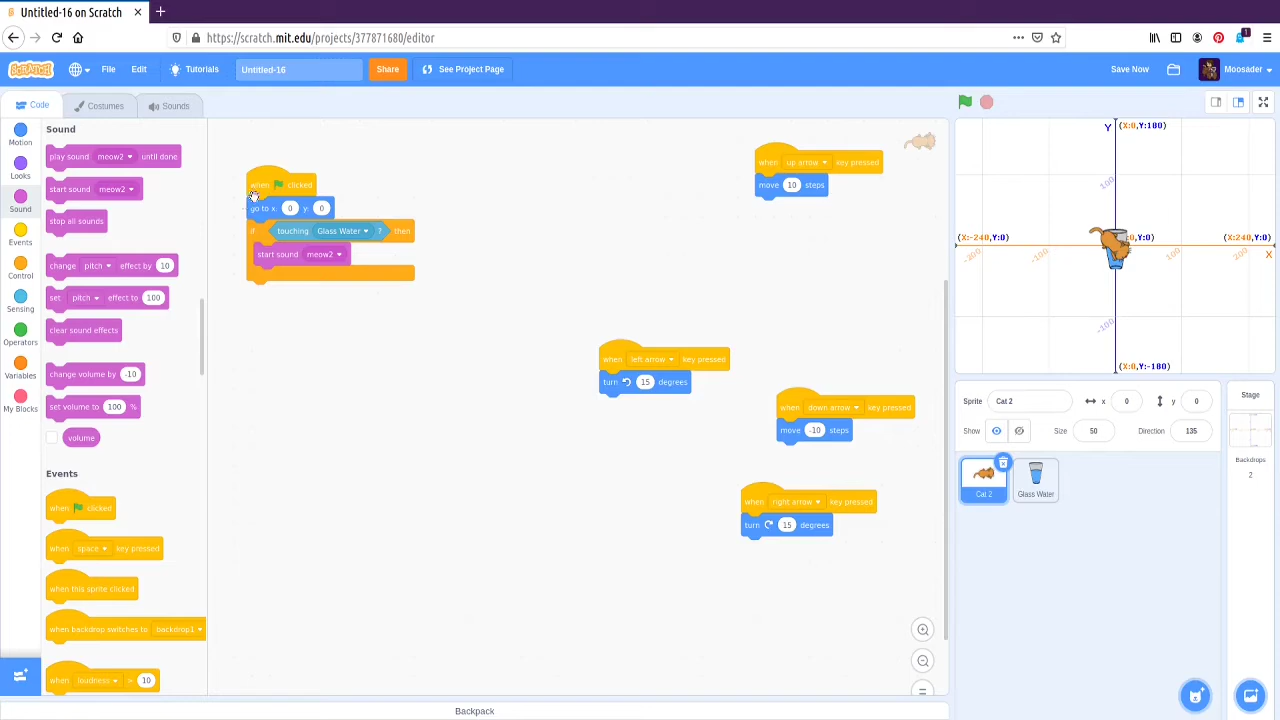 Untitled-16 on Scratch
https://scratch.mit.edu/projects/377871680/editor
1
SCRATCH
File
Edit
Tutorials
Untitled-16
Share
See Project Page
Save Now
Moosader
Code
Costumes
Sounds
Motion
Looks
Sound
Events
Control
Sensing
Operators
Variables
My Blocks
Sound
play sound meow2 until done
start sound meow2
stop all sounds
change pitch effect by 10
set pitch effect to 100
clear sound effects
change volume by -10
set volume to 100 %
volume
Events
when clicked
when space key pressed
when this sprite clicked
when backdrop switches to backdrop1
when loudness > 10
when clicked
go to x: 0 y: 0
if touching Glass Water ? then
start sound meow2
when up arrow key pressed
move 10 steps
when left arrow key pressed
turn 15 degrees
when down arrow key pressed
move -10 steps
when right arrow key pressed
turn 15 degrees
Y (X:0,Y:180)
100
(X:-240,Y:0) (X:240,Y:0)
-200 -100 100 200 X
-100
(X:0,Y:-180)
Sprite Cat 2 x 0 y 0
Show Size 50 Direction 135
Cat 2
Glass Water
Stage
Backdrops
2
Backpack